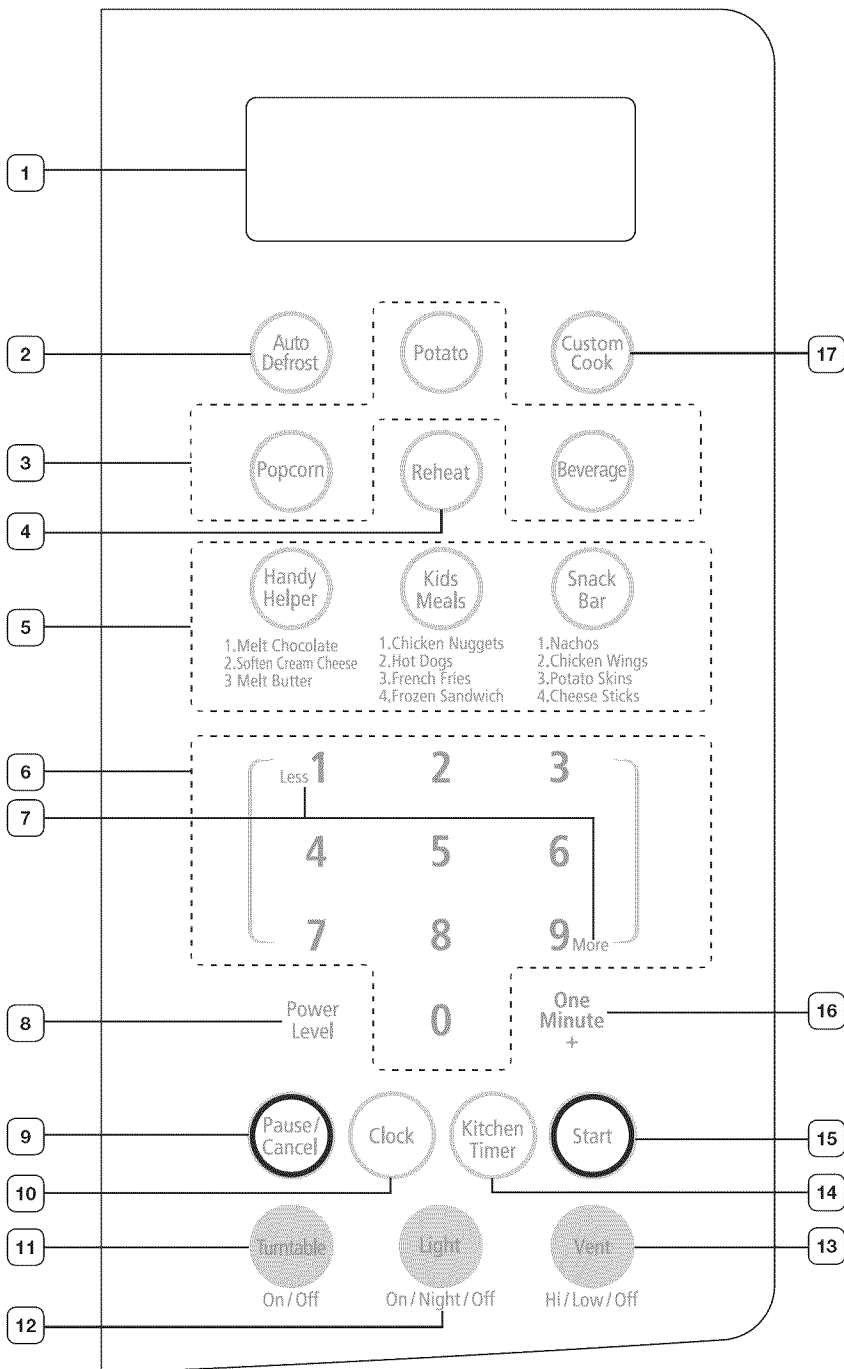 1
2
Auto
Defrost
Potato
Custom
Cook
17
3
Popcorn
Reheat
Beverage
4
5
Handy
Helper
Kids
Meals
Snack
Bar
1.Melt Chocolate
2.Soften Cream Cheese
3 Melt Butter
1.Chicken Nuggets
2.Hot Dogs
3.French Fries
4.Frozen Sandwich
1.Nachos
2.Chicken Wings
3.Potato Skins
4.Cheese Sticks
6
Less 1 2 3
7
4 5 6
7 8 9 More
8
Power
Level
0
One
Minute
+
16
9
Pause/
Cancel
Clock
Kitchen
Timer
Start
15
10
14
11
Turntable
Light
Vent
13
On/Off
On/Night/Off
Hi/Low/Off
12